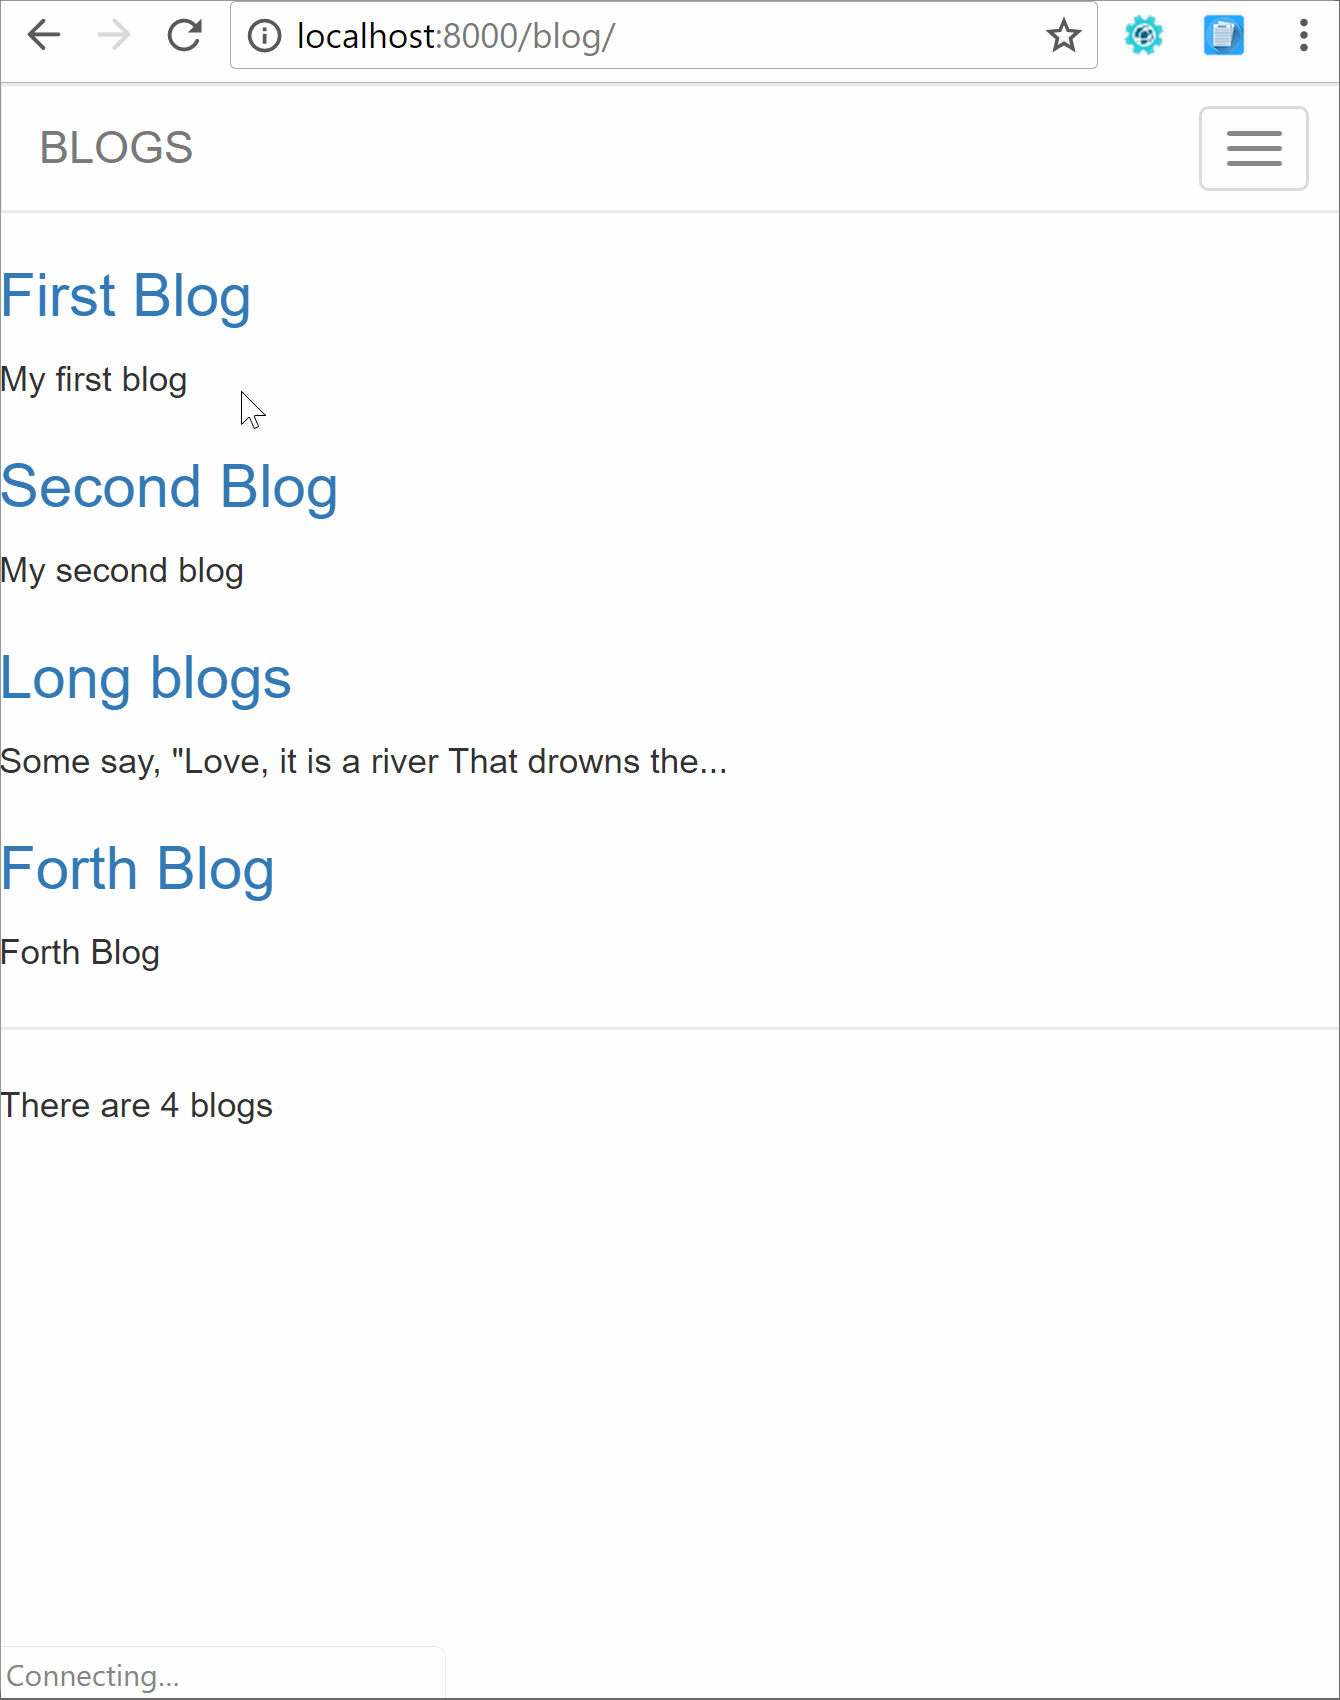 localhost:8000/blog/
BLOGS
First Blog
My first blog
Second Blog
My second blog
Long blogs
Some say, "Love, it is a river That drowns the...
Forth Blog
Forth Blog
There are 4 blogs
Connecting...